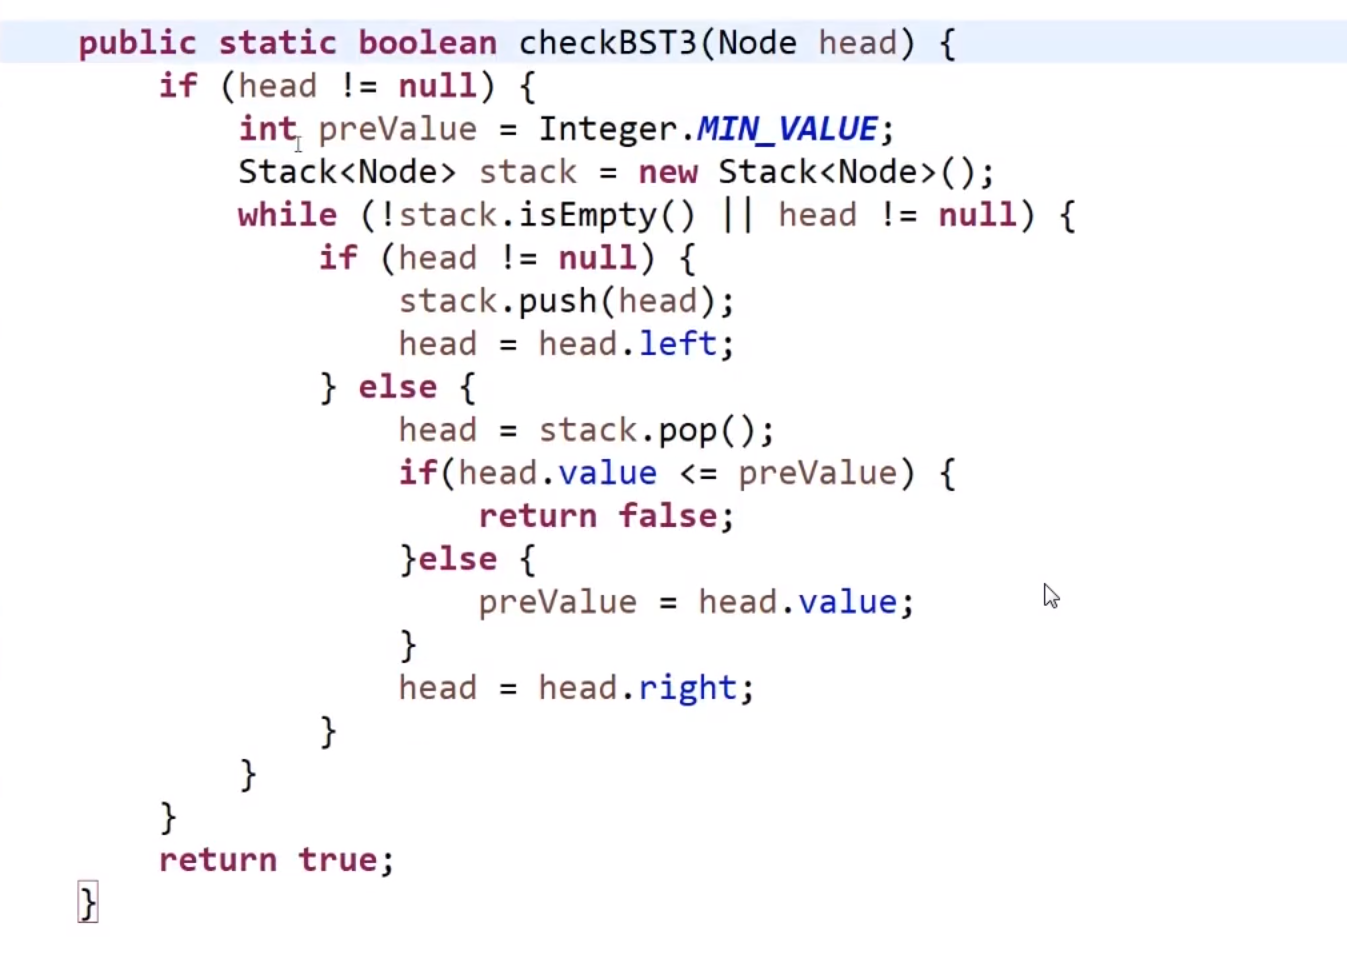 public static boolean checkBST3(Node head) {
    if (head != null) {
        int preValue = Integer.MIN_VALUE;
        Stack<Node> stack = new Stack<Node>();
        while (!stack.isEmpty() || head != null) {
            if (head != null) {
                stack.push(head);
                head = head.left;
            } else {
                head = stack.pop();
                if(head.value <= preValue) {
                    return false;
                }else {
                    preValue = head.value;
                }
                head = head.right;
            }
        }
    }
    return true;
}